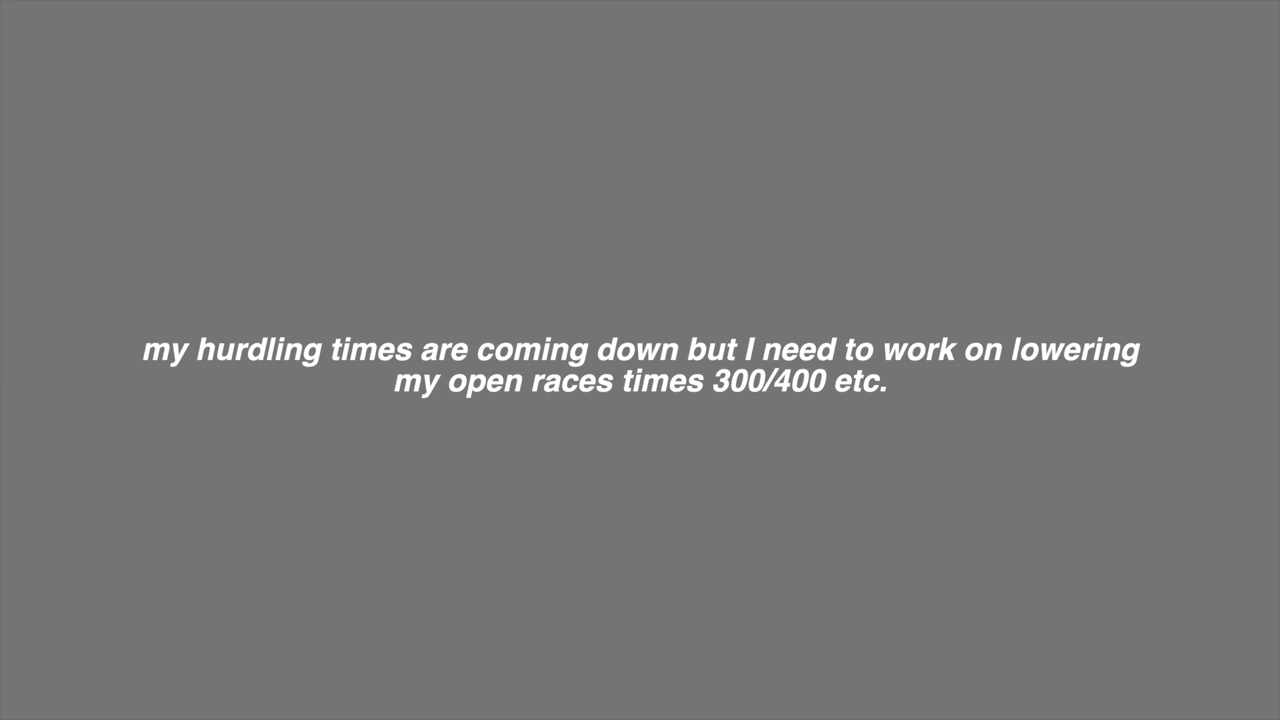 my hurdling times are coming down but I need to work on lowering
my open races times 300/400 etc.